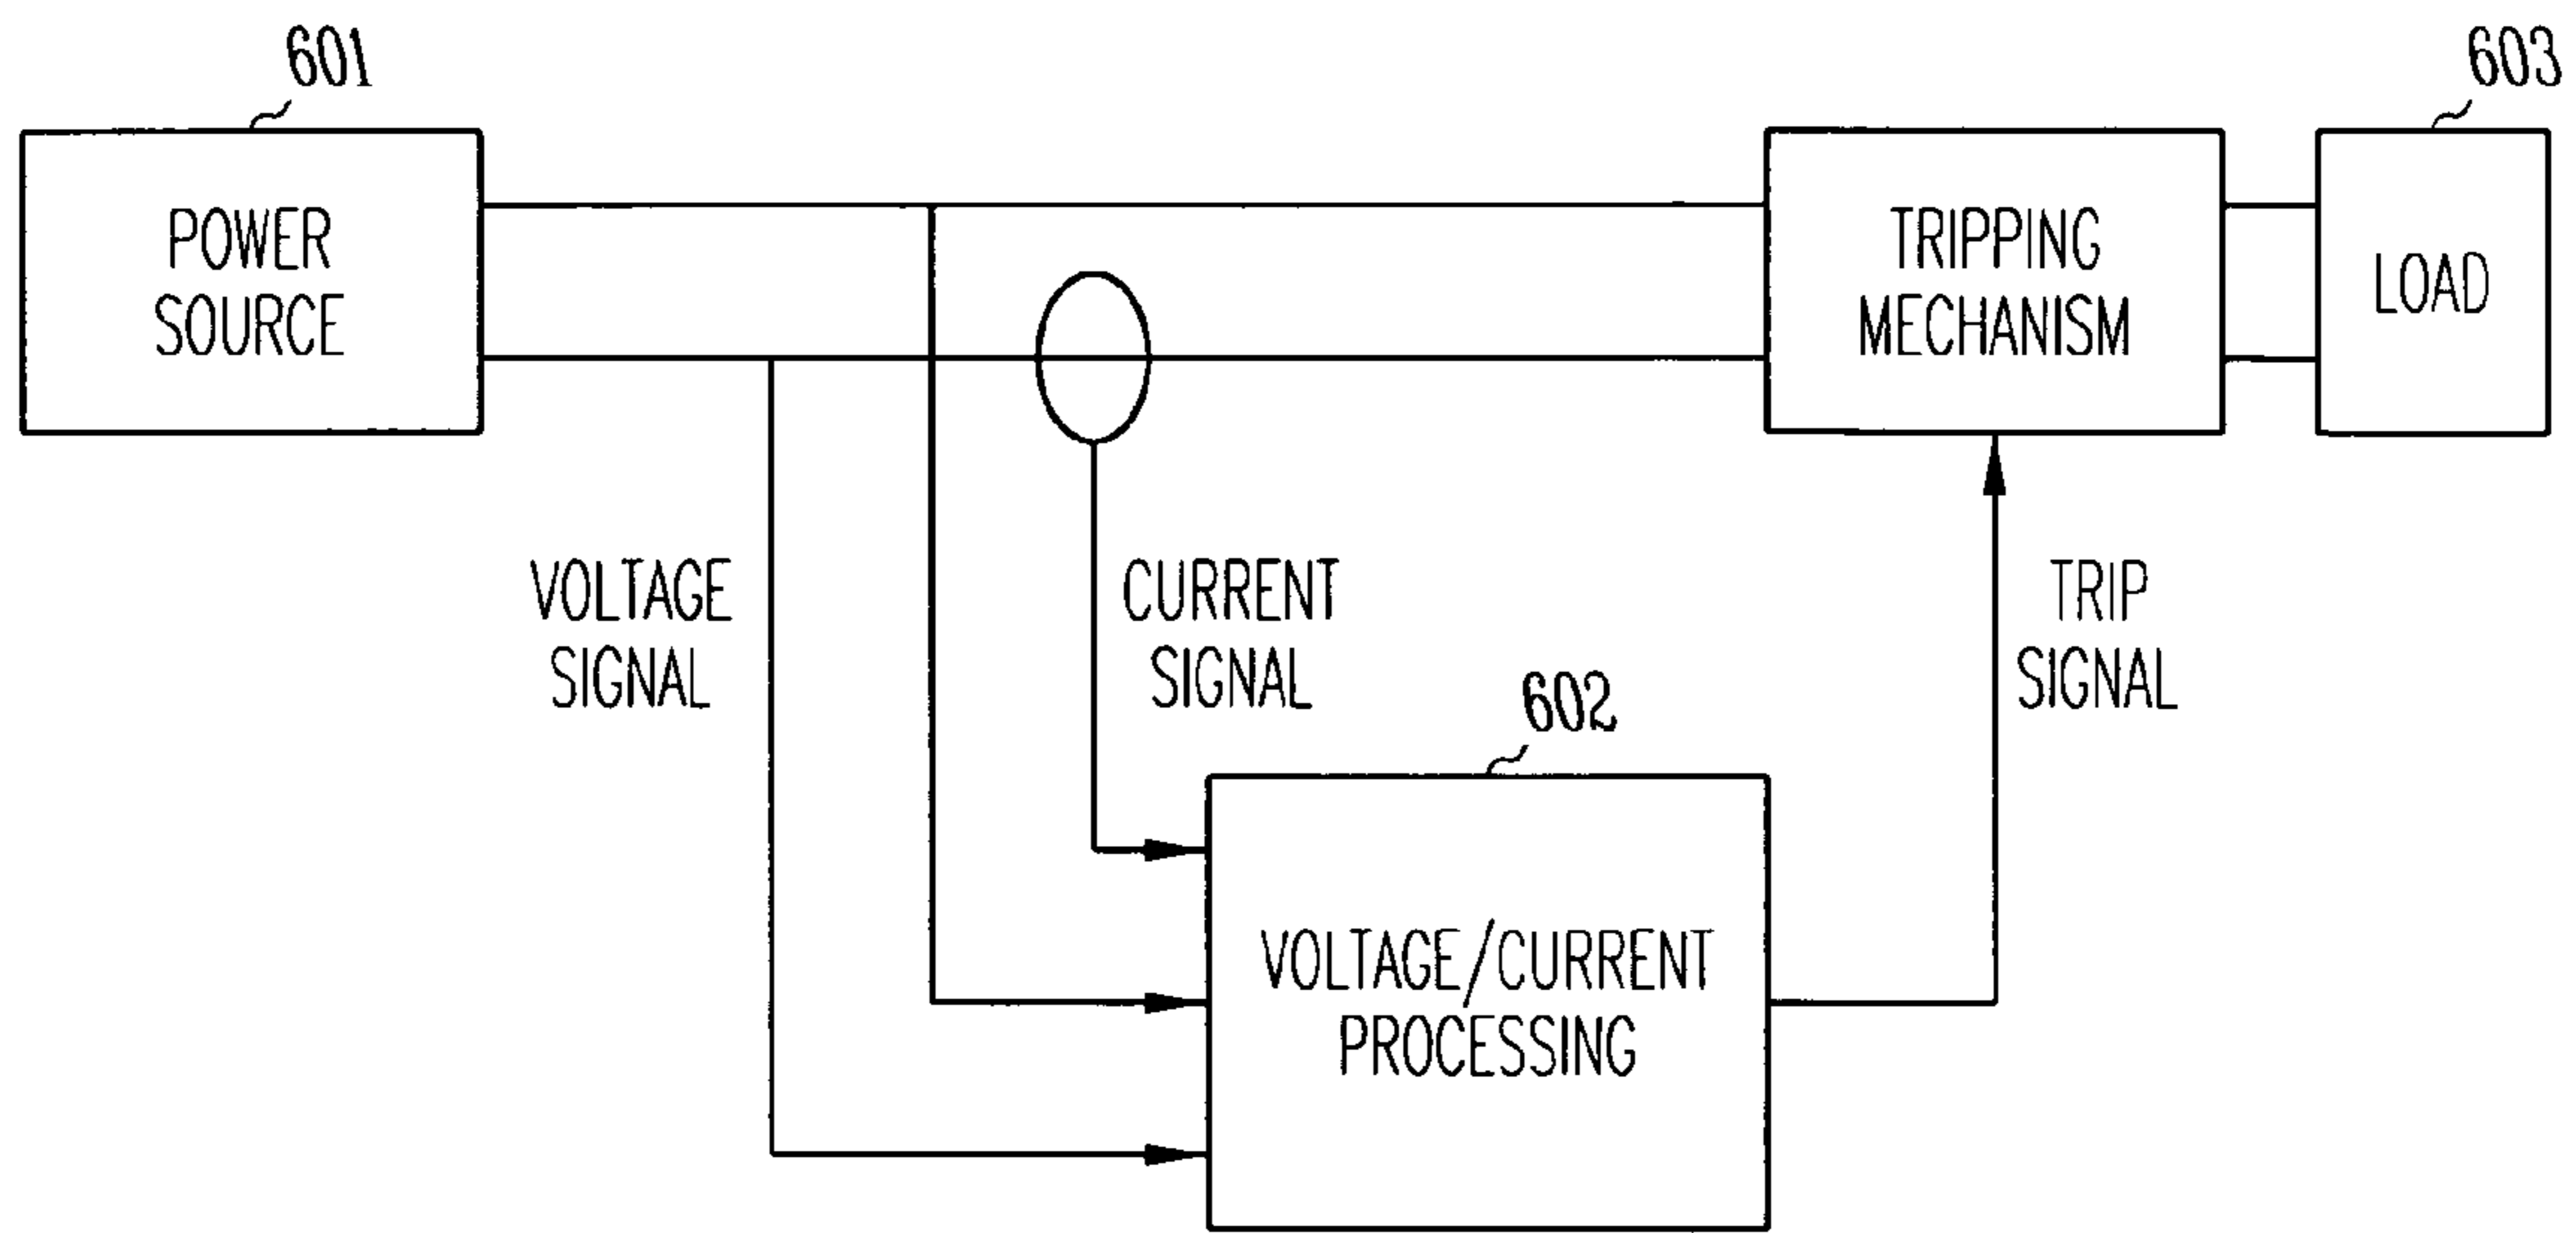 601
603
POWER
SOURCE
TRIPPING
MECHANISM
LOAD
VOLTAGE
SIGNAL
CURRENT
SIGNAL
TRIP
SIGNAL
602
VOLTAGE/CURRENT
PROCESSING